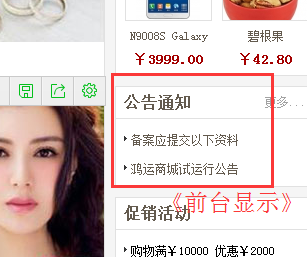 N9008S Galaxy
碧根果
￥3999.00
￥42.80
公告通知
更多...
备案应提交以下资料
鸿运商城试运行公告
《前台显示》
促销活动
购物满￥10000 优惠￥2000